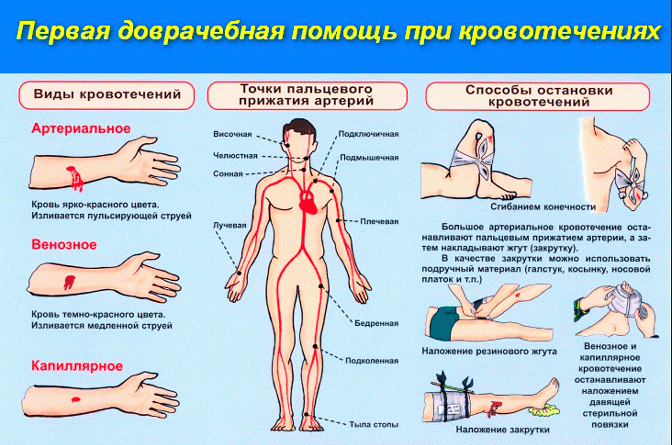 Первая доврачебная помощь при кровотечениях
Виды кровотечений
Артериальное
Кровь ярко-красного цвета.
Изливается пульсирующей струей
Венозное
Кровь темно-красного цвета.
Изливается медленной струей
Капиллярное
Точки пальцевого
прижатия артерий
Височная
Челюстная
Сонная
Лучевая
Подключичная
Подмышечная
Плечевая
Бедренная
Подколенная
Тыла стопы
Способы остановки
кровотечений
Сгибанием конечности
Большое артериальное кровотечение оста-
навливают пальцевым прижатием артерии, а за-
тем накладывают жгут (закрутку).
В качестве закрутки можно использовать
подручный материал (галстук, косынку, носовой
платок и т.п.)
Наложение резинового жгута
Наложение закрутки
Венозное и
капиллярное
кровотечение
останавливают
наложением
давящей
стерильной
повязки